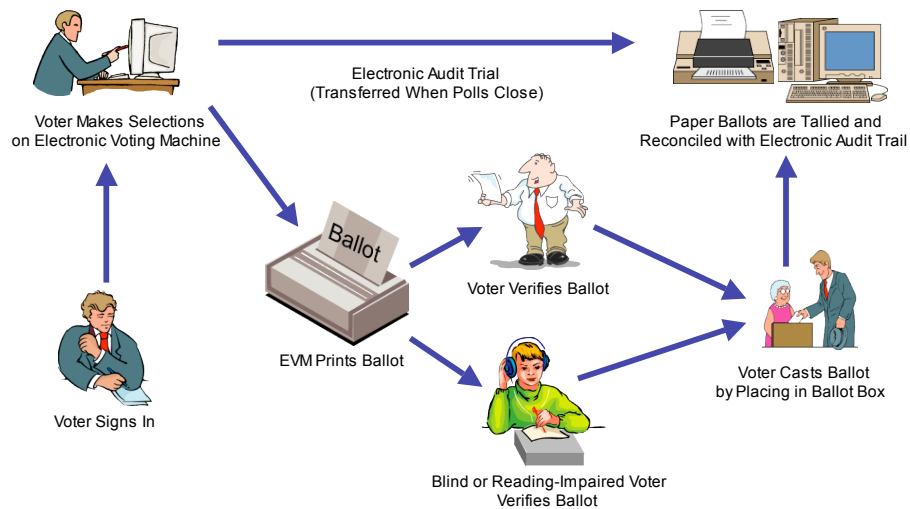 Voter Makes Selections
on Electronic Voting Machine
Electronic Audit Trial
(Transferred When Polls Close)
Paper Ballots are Tallied and
Reconciled with Electronic Audit Trail
Ballot
Voter Verifies Ballot
EVM Prints Ballot
Voter Signs In
Voter Casts Ballot
by Placing in Ballot Box
Blind or Reading-Impaired Voter
Verifies Ballot